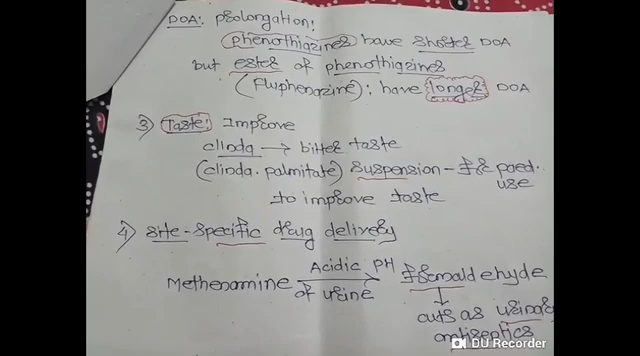 DOA: Prolongation:
phenothiazines have shorter DOA
but ester of phenothiazines
(Fluphenazine): have longer DOA
3) Taste: Improve
clinda → bitter taste
(clinda. palmitate) suspension - For paed.
use
to improve taste
4) Site-specific drug delivery
Methenamine Acidic PH of urine → Formaldehyde
↓
acts as urinary
antiseptics
DU Recorder